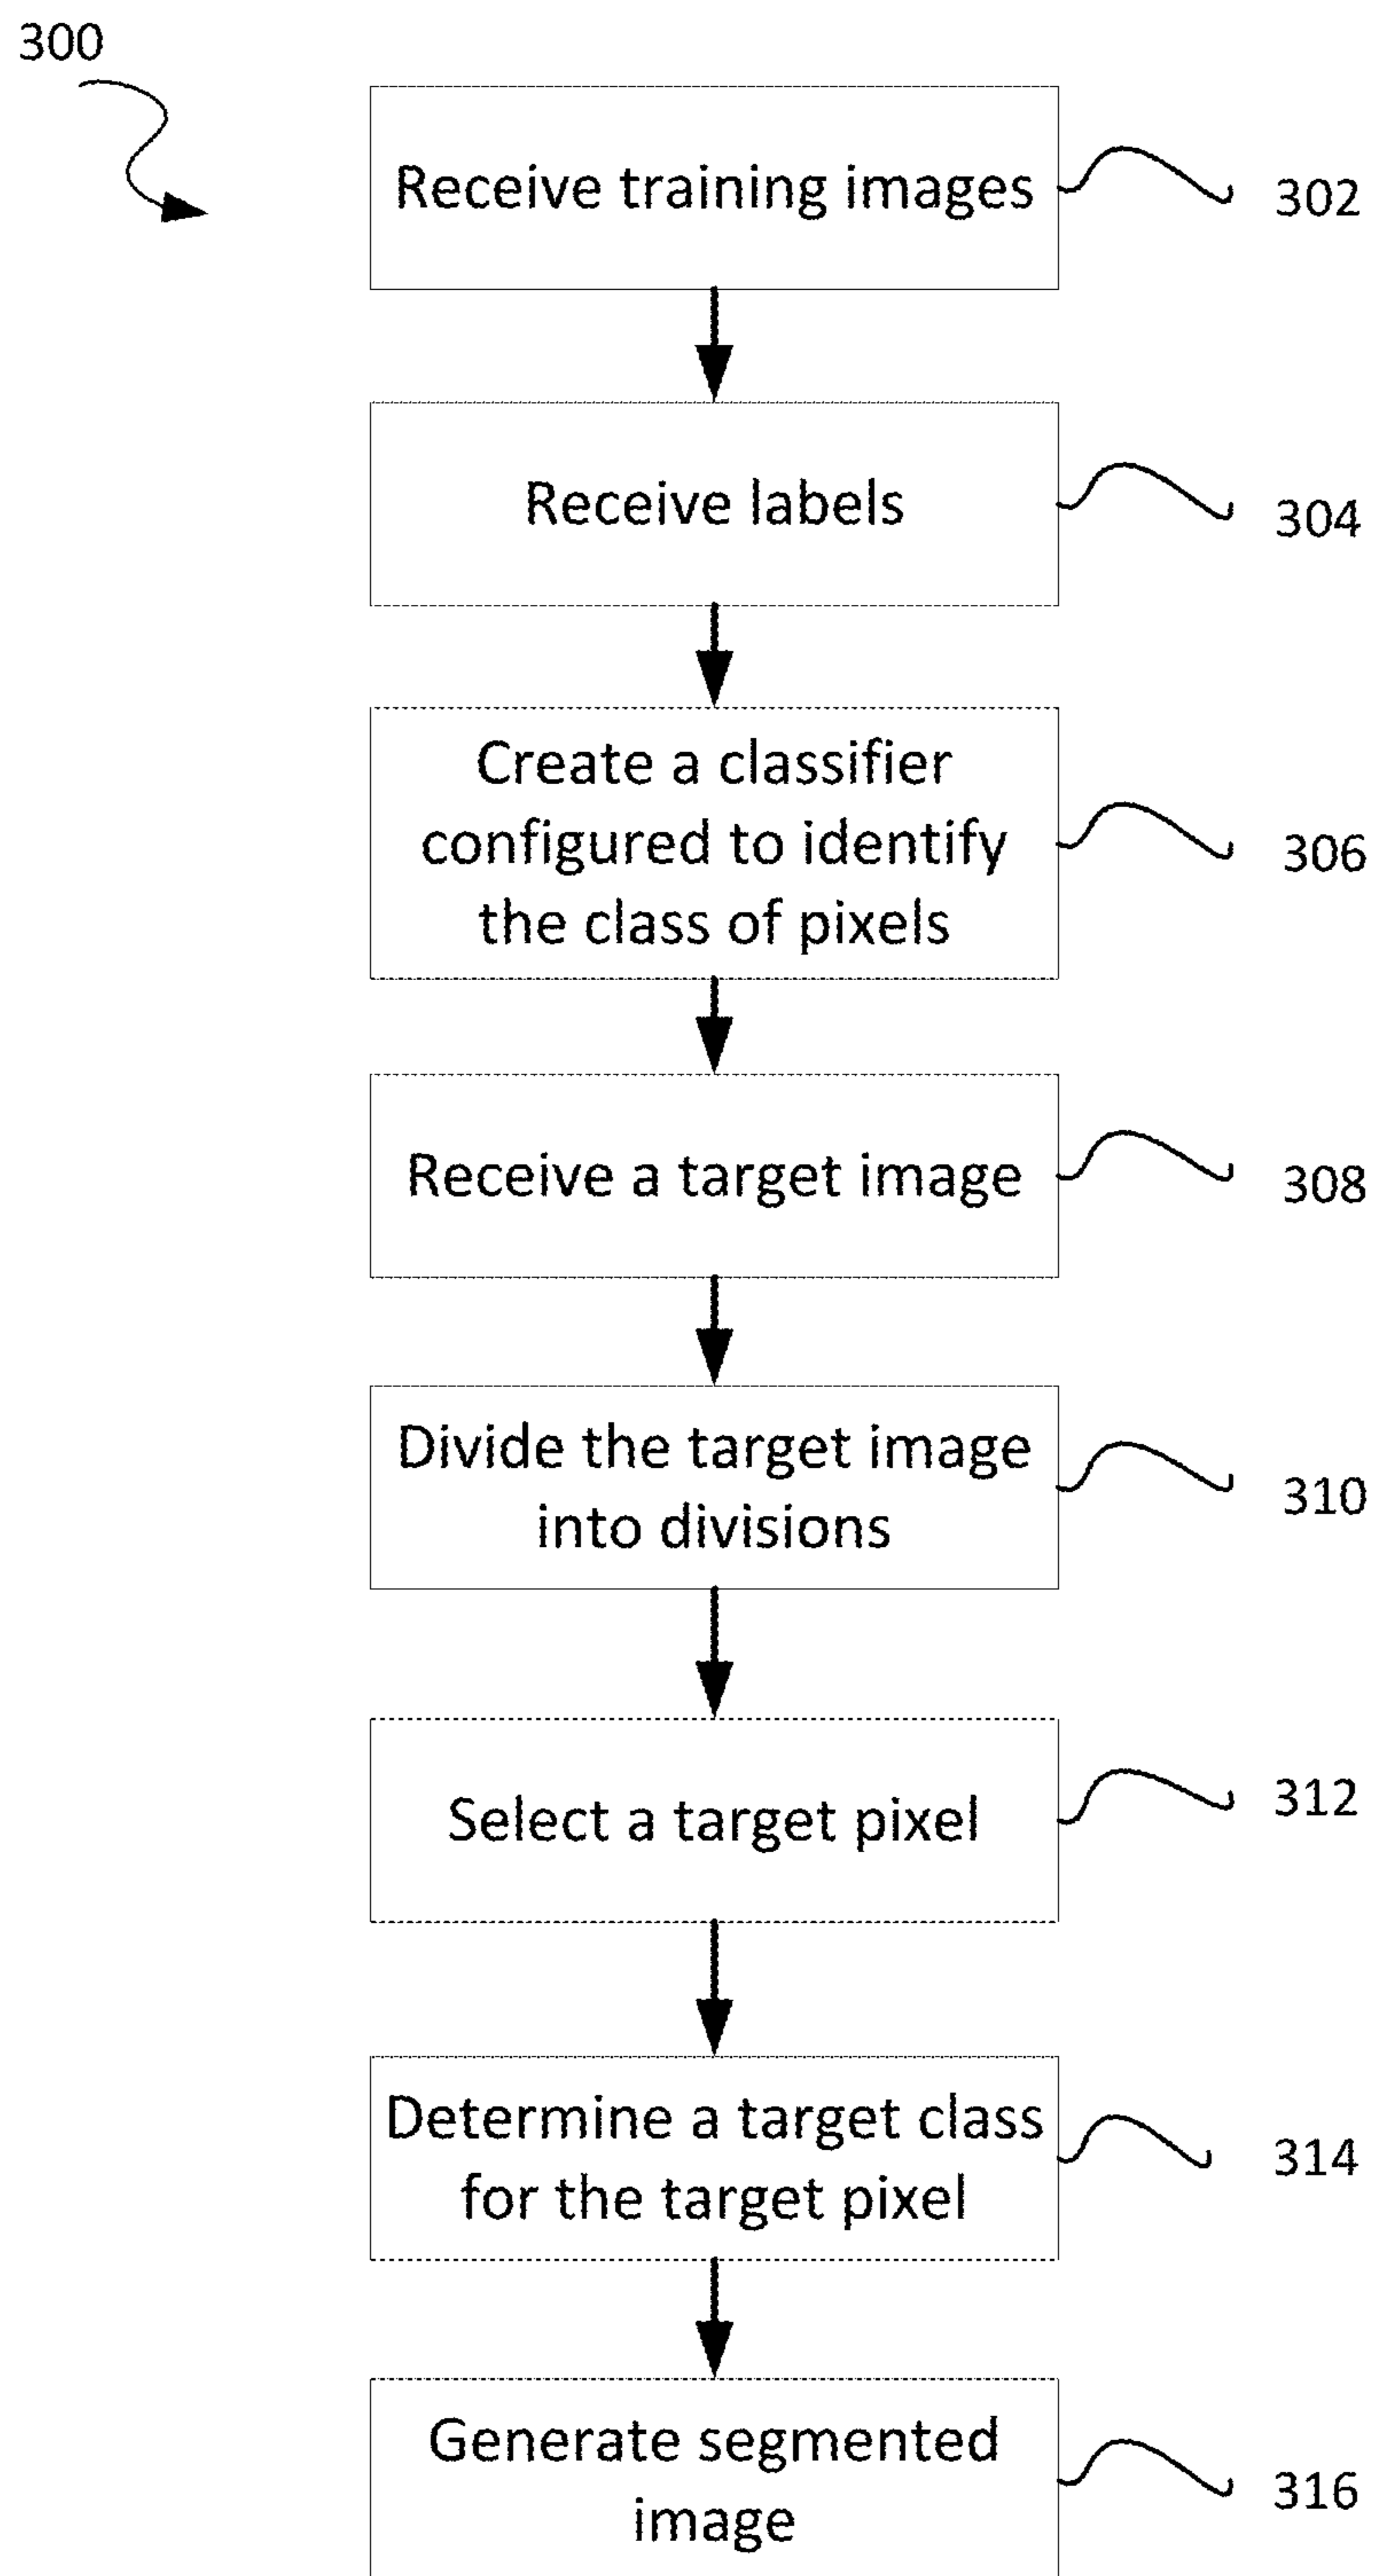 300
Receive training images
302
Receive labels
304
Create a classifier
configured to identify
the class of pixels
306
Receive a target image
308
Divide the target image
into divisions
310
Select a target pixel
312
Determine a target class
for the target pixel
314
Generate segmented
image
316